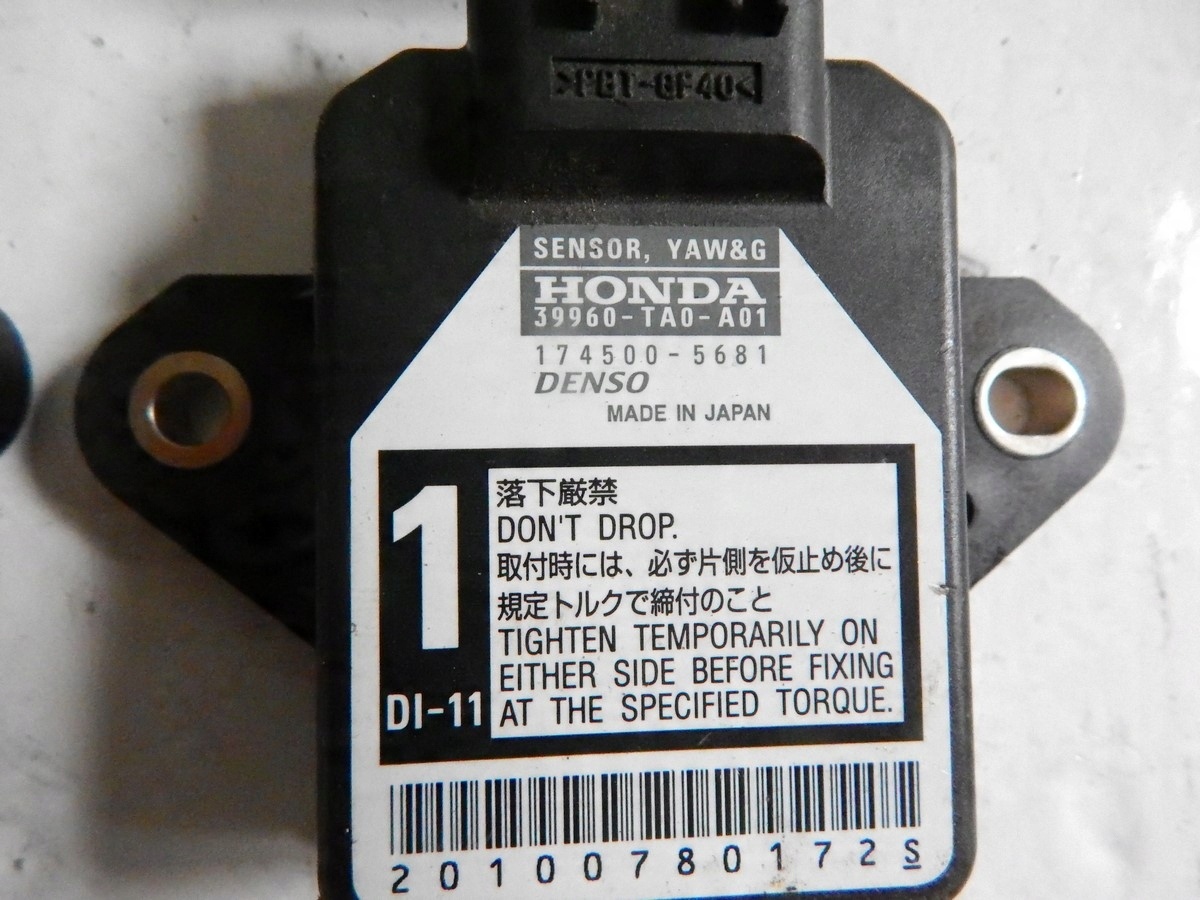 >PBT-GF40<
SENSOR, YAW&G
HONDA
39960-TA0-A01
174500-5681
DENSO
MADE IN JAPAN
1
DI-11
落下厳禁
DON'T DROP.
取付時には、必ず片側を仮止め後に
規定トルクで締付のこと
TIGHTEN TEMPORARILY ON
EITHER SIDE BEFORE FIXING
AT THE SPECIFIED TORQUE.
20100780172S